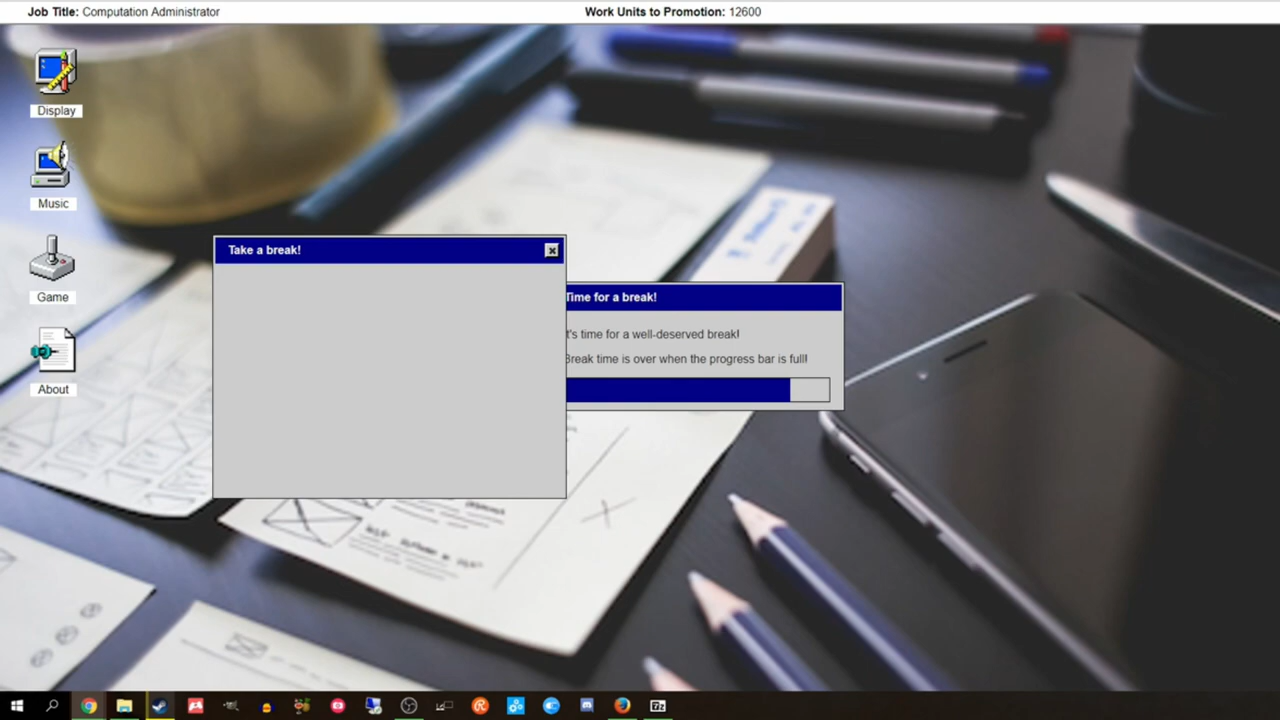 Job Title: Computation Administrator
Work Units to Promotion: 12600
Display
Music
Game
About
Take a break!
Time for a break!
t's time for a well-deserved break!
Break time is over when the progress bar is full!